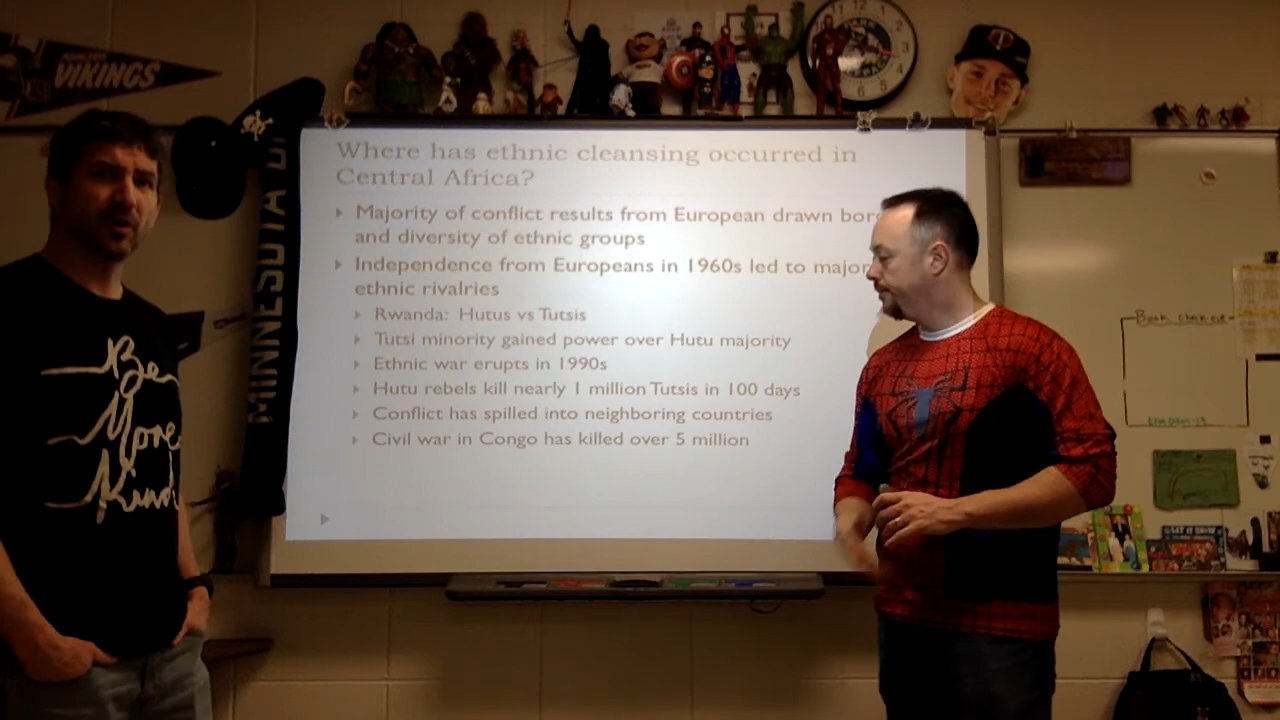 VIKINGS
MINNESOTA
Where has ethnic cleansing occurred in
Central Africa?
Majority of conflict results from European drawn
and diversity of ethnic groups
Independence from Europeans in 1960s led to major
ethnic rivalries
Rwanda: Hutus vs Tutsis
Tutsi minority gained power over Hutu majority
Ethnic war erupts in 1990s
Hutu rebels kill nearly 1 million Tutsis in 100 days
Conflict has spilled into neighboring countries
Civil war in Congo has killed over 5 million
Be
More
Kind
Book check-out